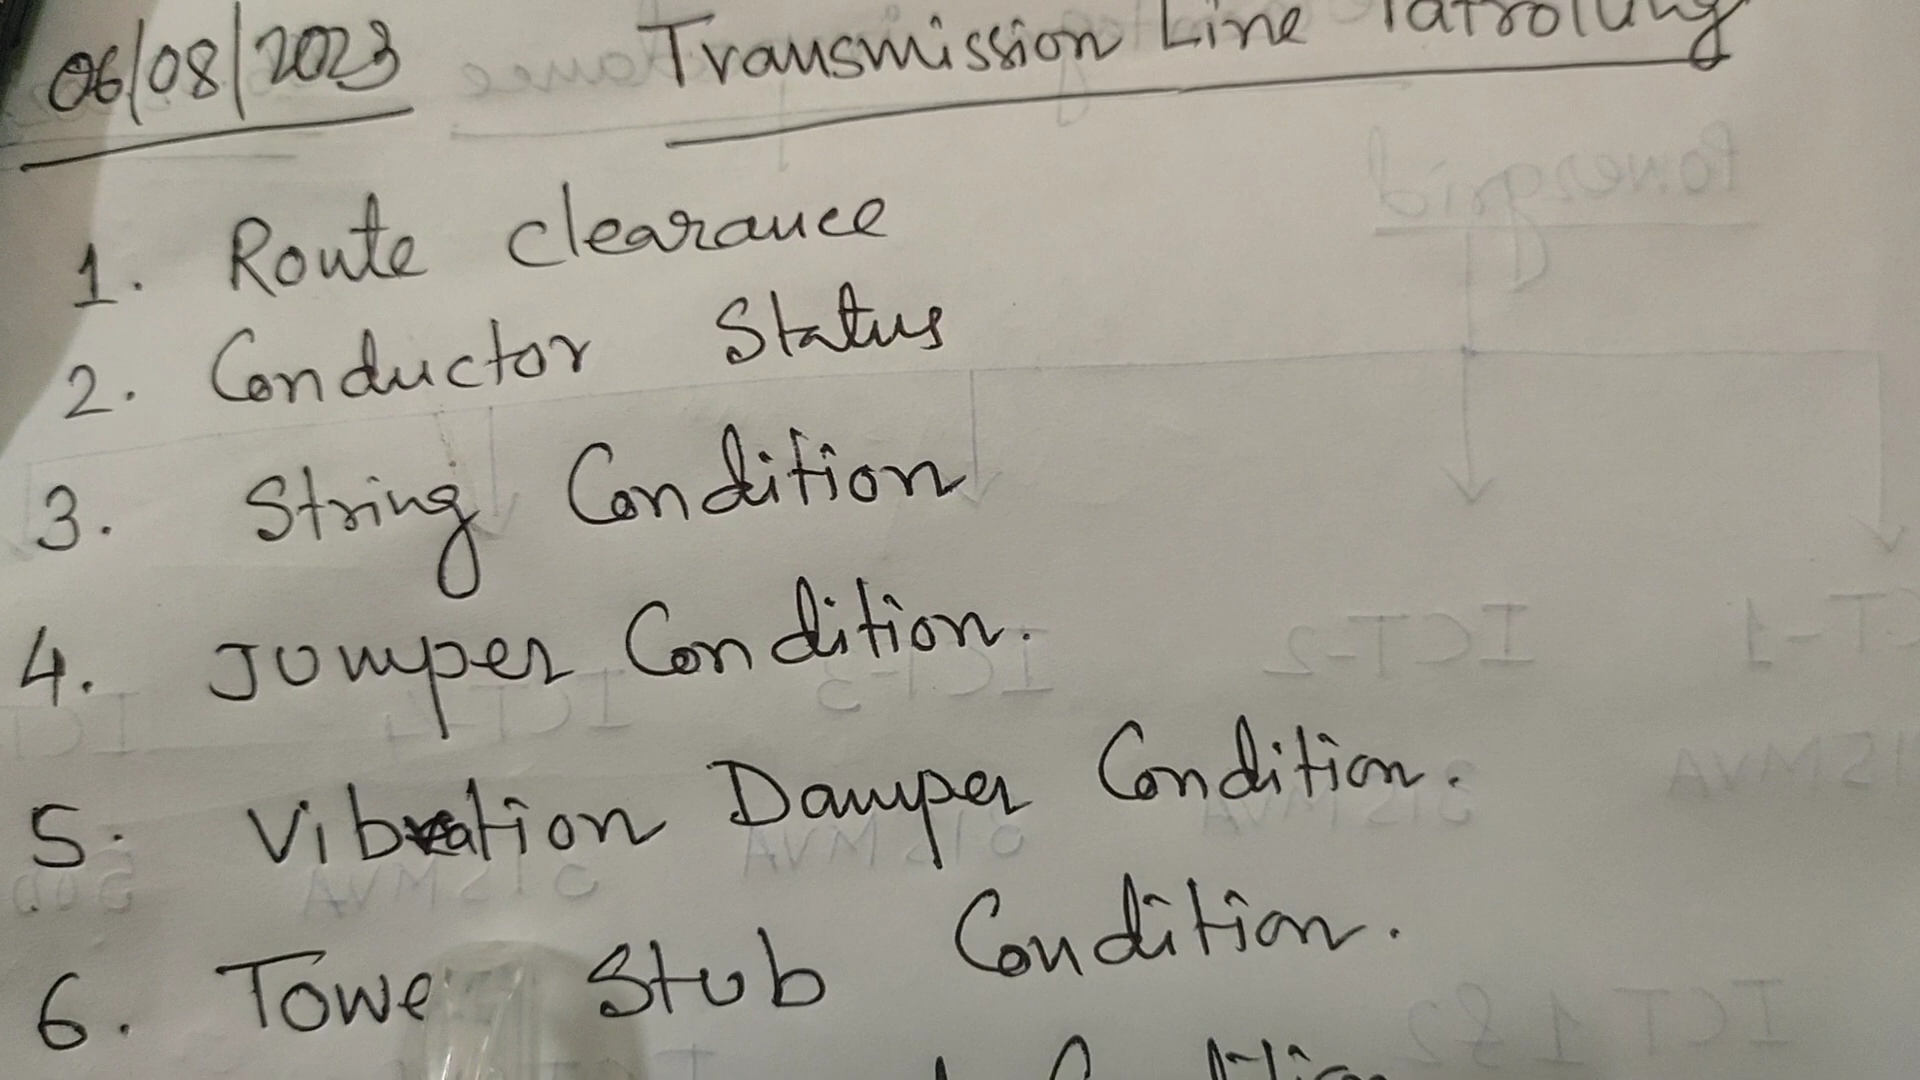 06/08/2023 Transmission Line Patrolling
1. Route clearance
2. Conductor Status
3. String Condition
4. Jumper Condition.
5. Vibration Damper Condition.
6. Towe Stub Condition.